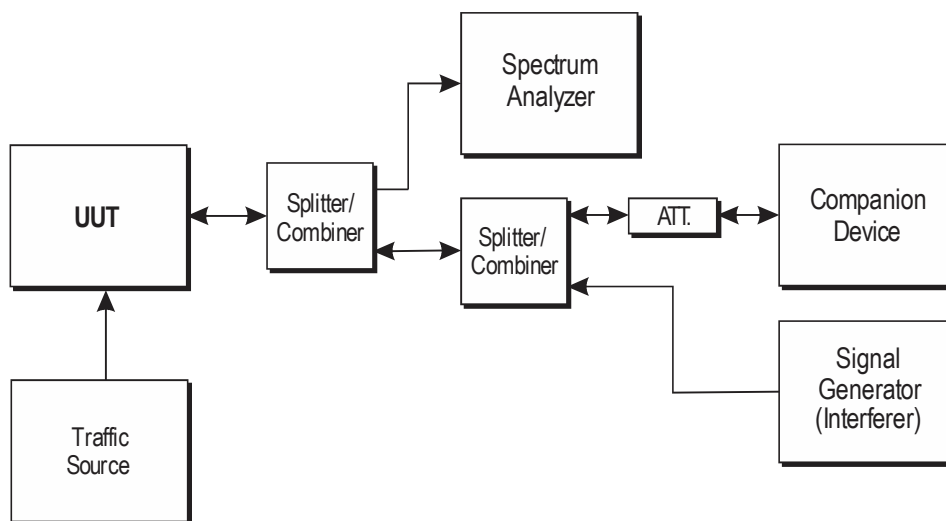 Spectrum
Analyzer
UUT
Splitter/
Combiner
Splitter/
Combiner
ATT.
Companion
Device
Signal
Generator
(Interferer)
Traffic
Source